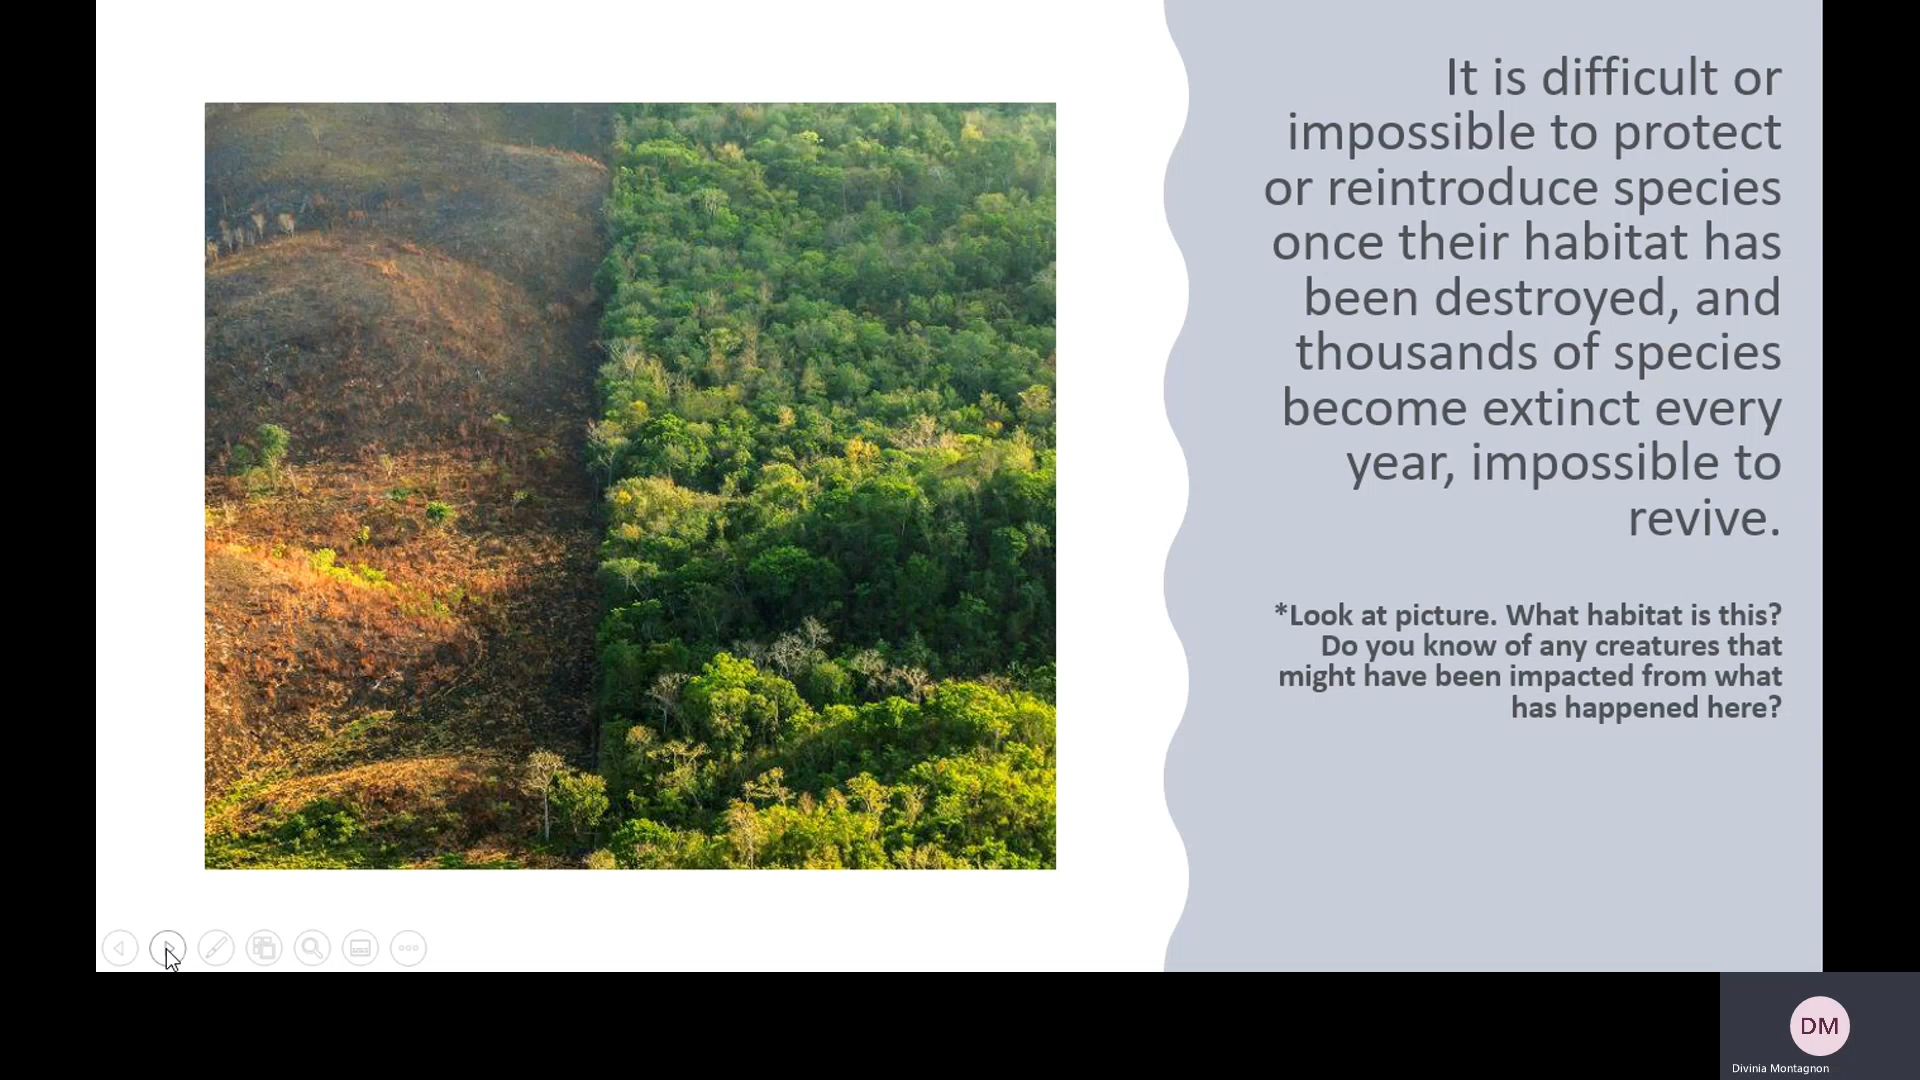 It is difficult or
impossible to protect
or reintroduce species
once their habitat has
been destroyed, and
thousands of species
become extinct every
year, impossible to
revive.
*Look at picture. What habitat is this?
Do you know of any creatures that
might have been impacted from what
has happened here?
DM
Divinia Montagnon